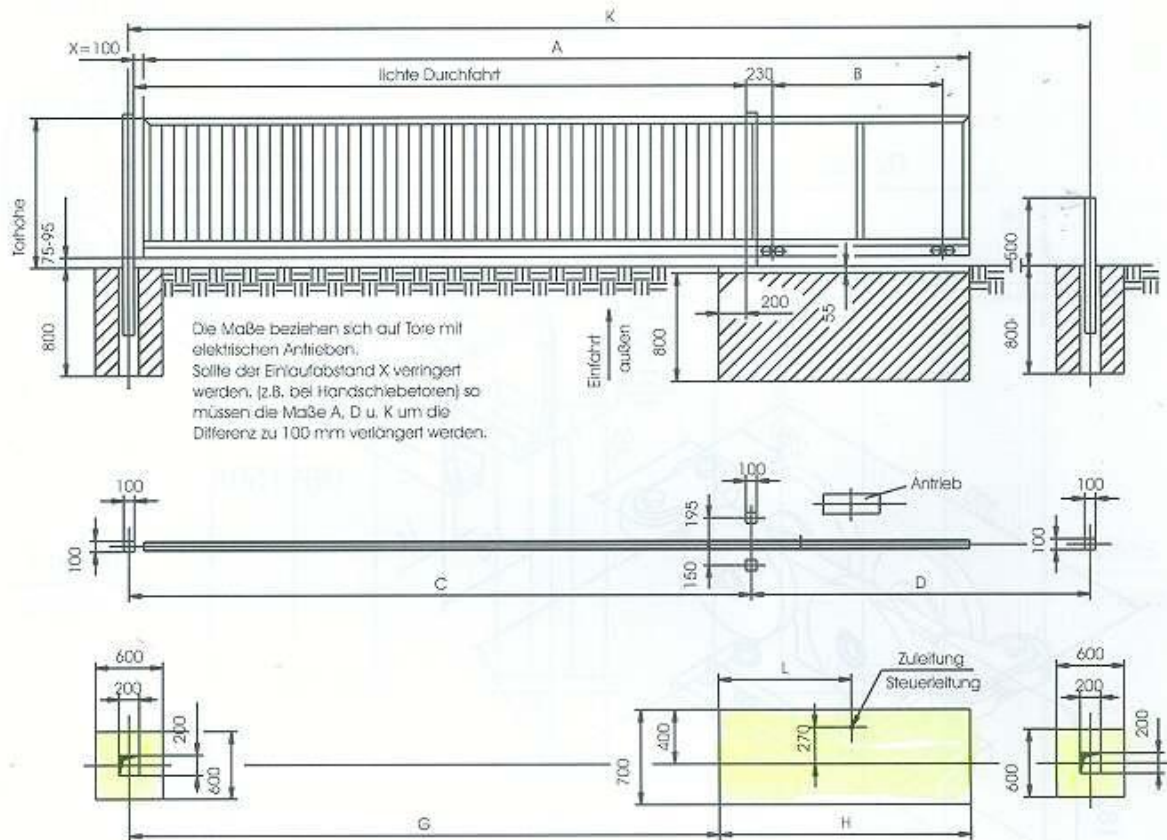 K
X=100
A
lichte Durchfahrt
230
B
Torhöhe
75-95
500
800
200
55
800
800
Einfahrt
außen
Die Maße beziehen sich auf Tore mit
elektrischen Antrieben.
Sollte der Einlaufabstand X verringert
werden. (z.B. bei Handschiebetoren) so
müssen die Maße A, D u. K um die
Differenz zu 100 mm verlängert werden.
100
100
Antrieb
100
195
100
100
150
C
D
600
L
Zuleitung
Steuerleitung
600
200
200
200
400
270
200
700
600
600
G
H